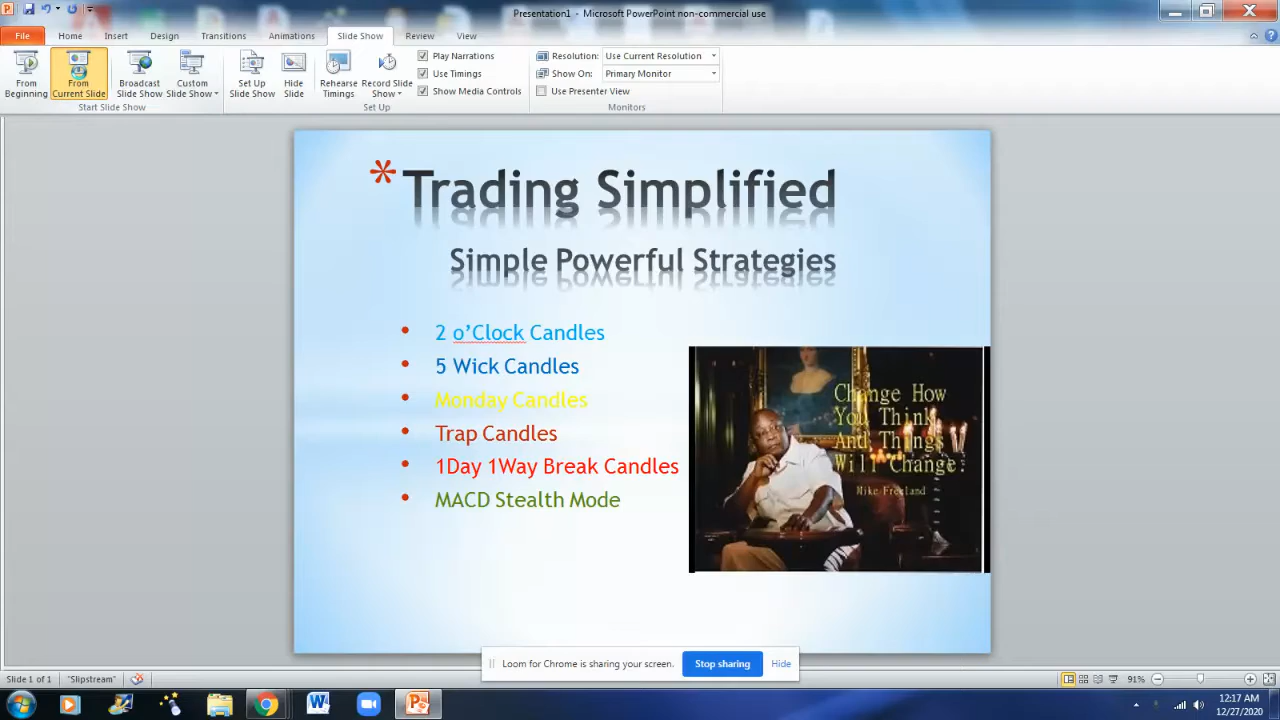 Presentation1 - Microsoft PowerPoint non-commercial use
File Home Insert Design Transitions Animations Slide Show Review View
From Beginning
From Current Slide
Broadcast Slide Show
Custom Slide Show
Start Slide Show
Set Up Slide Show
Hide Slide
Rehearse Timings
Record Slide Show
Play Narrations
Use Timings
Show Media Controls
Set Up
Resolution: Use Current Resolution
Show On: Primary Monitor
Use Presenter View
Monitors
* Trading Simplified
Simple Powerful Strategies
• 2 o’Clock Candles
• 5 Wick Candles
• Monday Candles
• Trap Candles
• 1Day 1Way Break Candles
• MACD Stealth Mode
Change How
You Think
And Things
Will Change.
Mike Freeland
Loom for Chrome is sharing your screen. Stop sharing Hide
Slide 1 of 1 "Slipstream" 91%
12:17 AM
12/27/2020